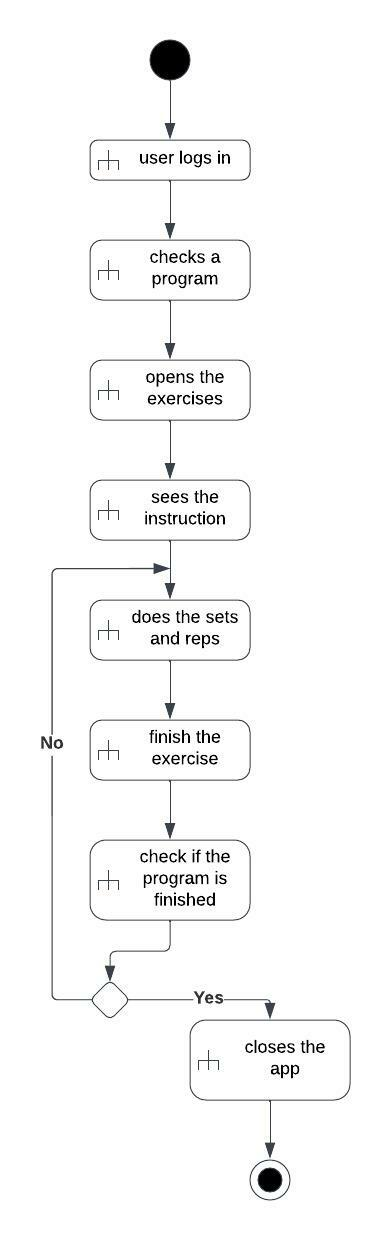 user logs in
checks a
program
opens the
exercises
sees the
instruction
does the sets
and reps
No
finish the
exercise
check if the
program is
finished
Yes
closes the
app